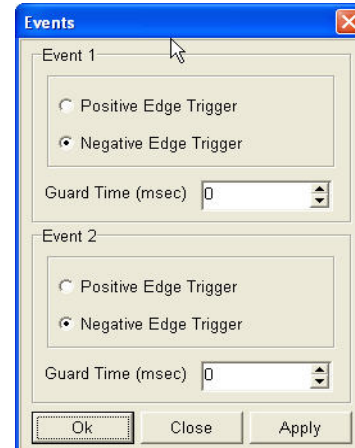 Events
Event 1
Positive Edge Trigger
Negative Edge Trigger
Guard Time (msec) 0
Event 2
Positive Edge Trigger
Negative Edge Trigger
Guard Time (msec) 0
Ok Close Apply